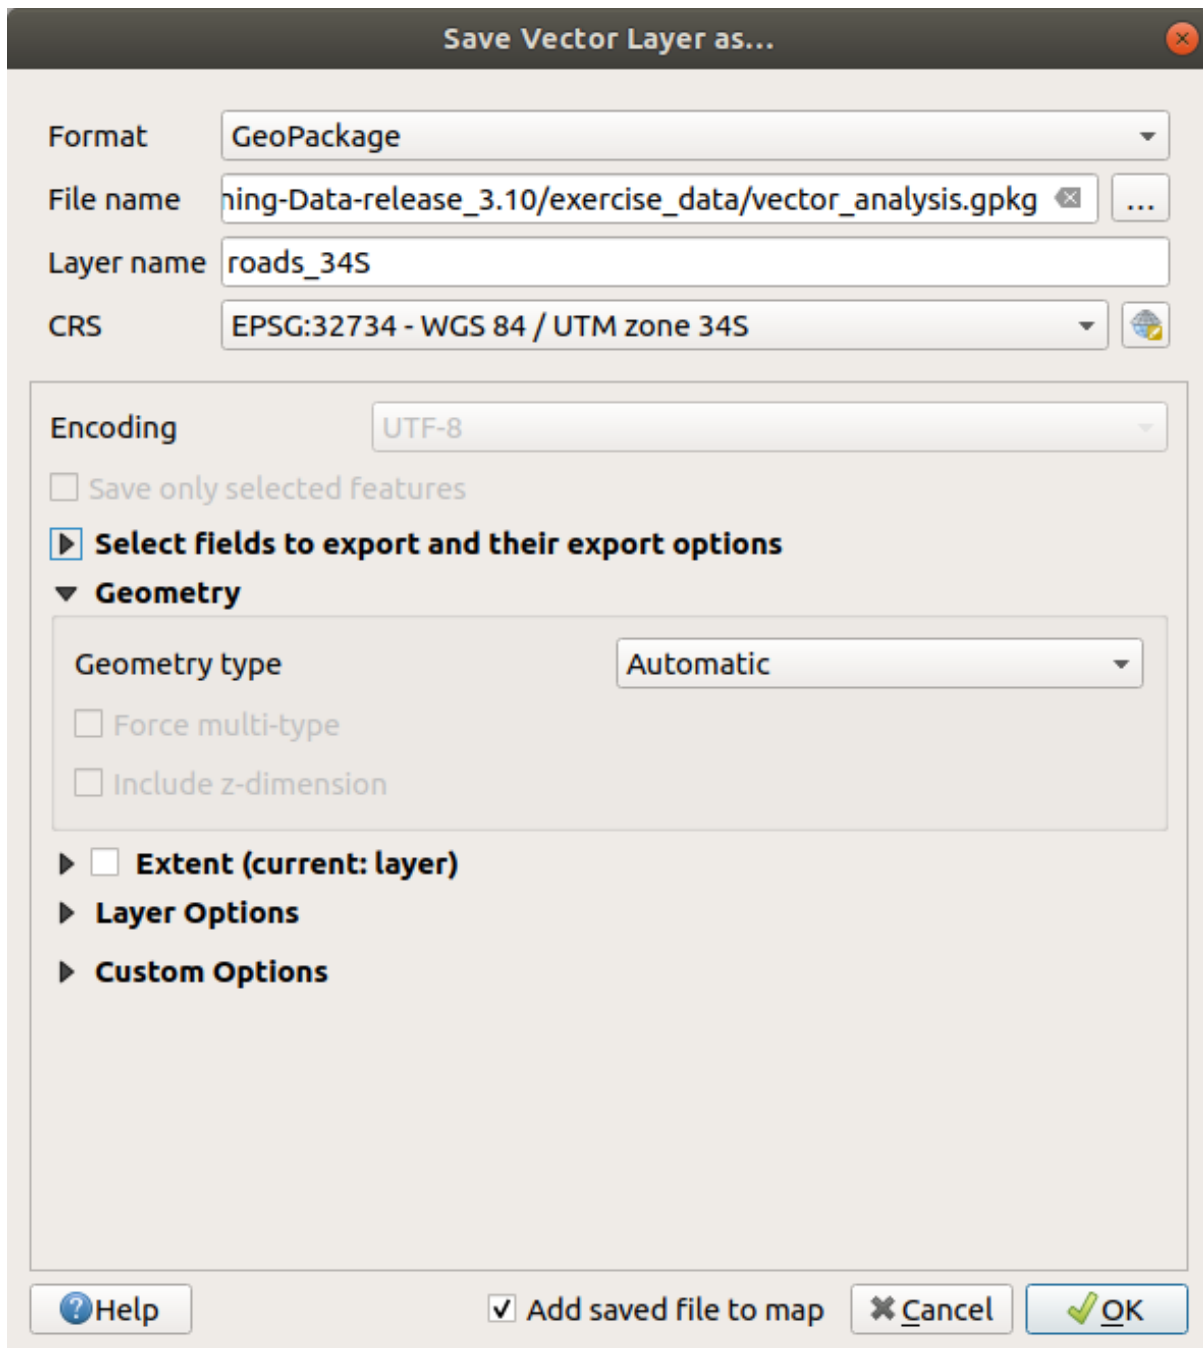 Save Vector Layer as...
Format GeoPackage
File name ning-Data-release_3.10/exercise_data/vector_analysis.gpkg ...
Layer name roads_34S
CRS EPSG:32734 - WGS 84 / UTM zone 34S
Encoding UTF-8
Save only selected features
Select fields to export and their export options
Geometry
Geometry type Automatic
Force multi-type
Include z-dimension
Extent (current: layer)
Layer Options
Custom Options
Help Add saved file to map Cancel OK